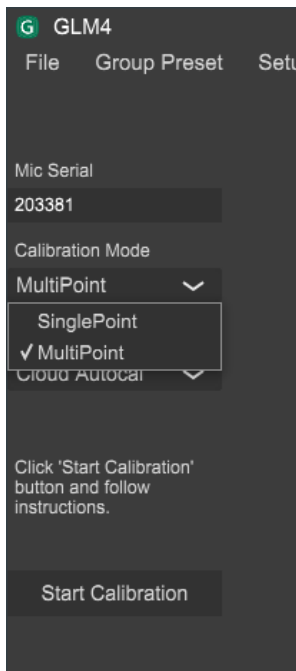 G GLM4
File Group Preset Setu
Mic Serial
203381
Calibration Mode
MultiPoint
SinglePoint
✓ MultiPoint
Cloud Autocal
Click 'Start Calibration'
button and follow
instructions.
Start Calibration